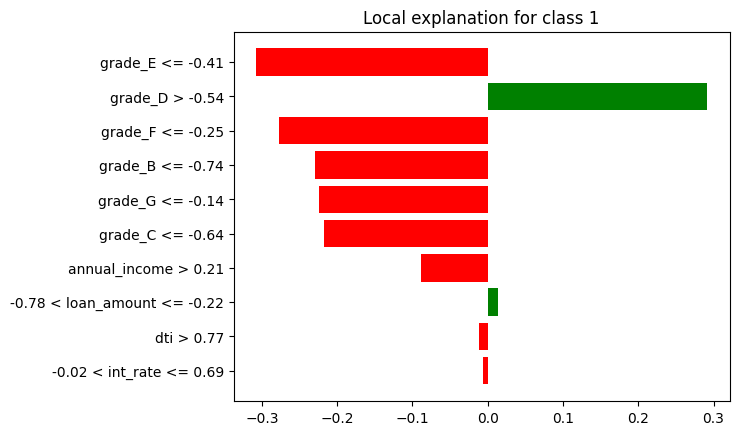 Local explanation for class 1
grade_E <= -0.41
grade_D > -0.54
grade_F <= -0.25
grade_B <= -0.74
grade_G <= -0.14
grade_C <= -0.64
annual_income > 0.21
-0.78 < loan_amount <= -0.22
dti > 0.77
-0.02 < int_rate <= 0.69
−0.3 −0.2 −0.1 0.0 0.1 0.2 0.3